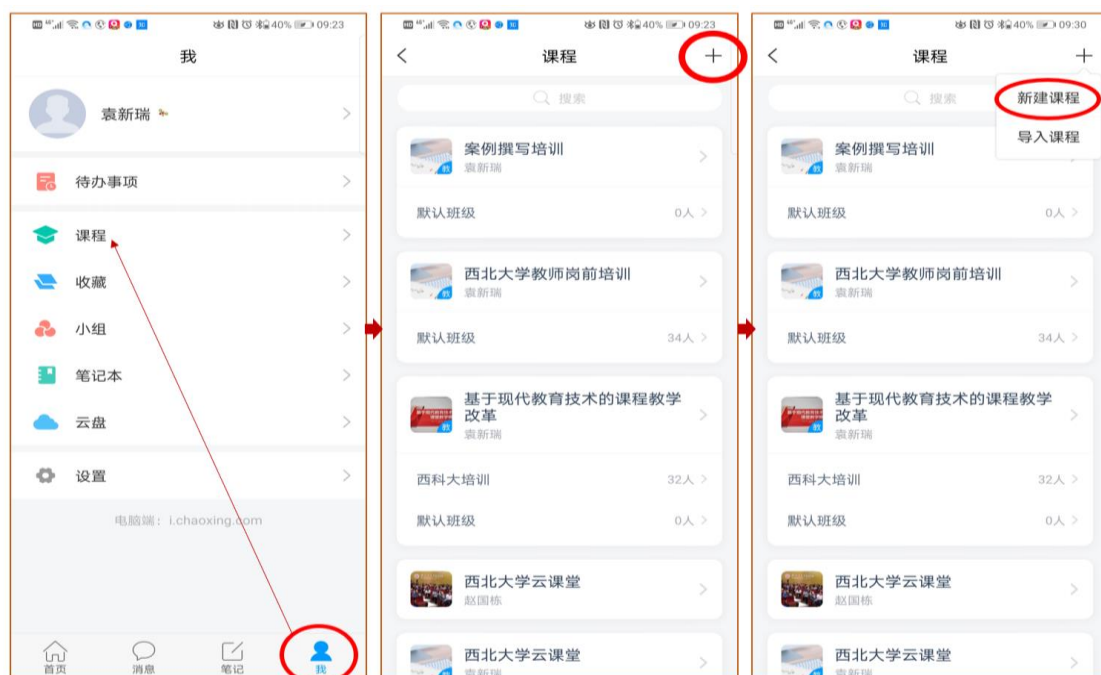 40% 09:23
我
袁新瑞
待办事项
课程
收藏
小组
笔记本
云盘
设置
电脑端：i.chaoxing.com
首页
消息
笔记
我
40% 09:23
课程
搜索
案例撰写培训
袁新瑞
默认班级 0人
西北大学教师岗前培训
袁新瑞
默认班级 34人
基于现代教育技术的课程教学
改革
袁新瑞
西科大培训 32人
默认班级 0人
西北大学云课堂
赵国栋
西北大学云课堂
袁新瑞
40% 09:30
课程
新建课程
导入课程
搜索
案例撰写培训
袁新瑞
默认班级 0人
西北大学教师岗前培训
袁新瑞
默认班级 34人
基于现代教育技术的课程教学
改革
袁新瑞
西科大培训 32人
默认班级 0人
西北大学云课堂
赵国栋
西北大学云课堂
袁新瑞